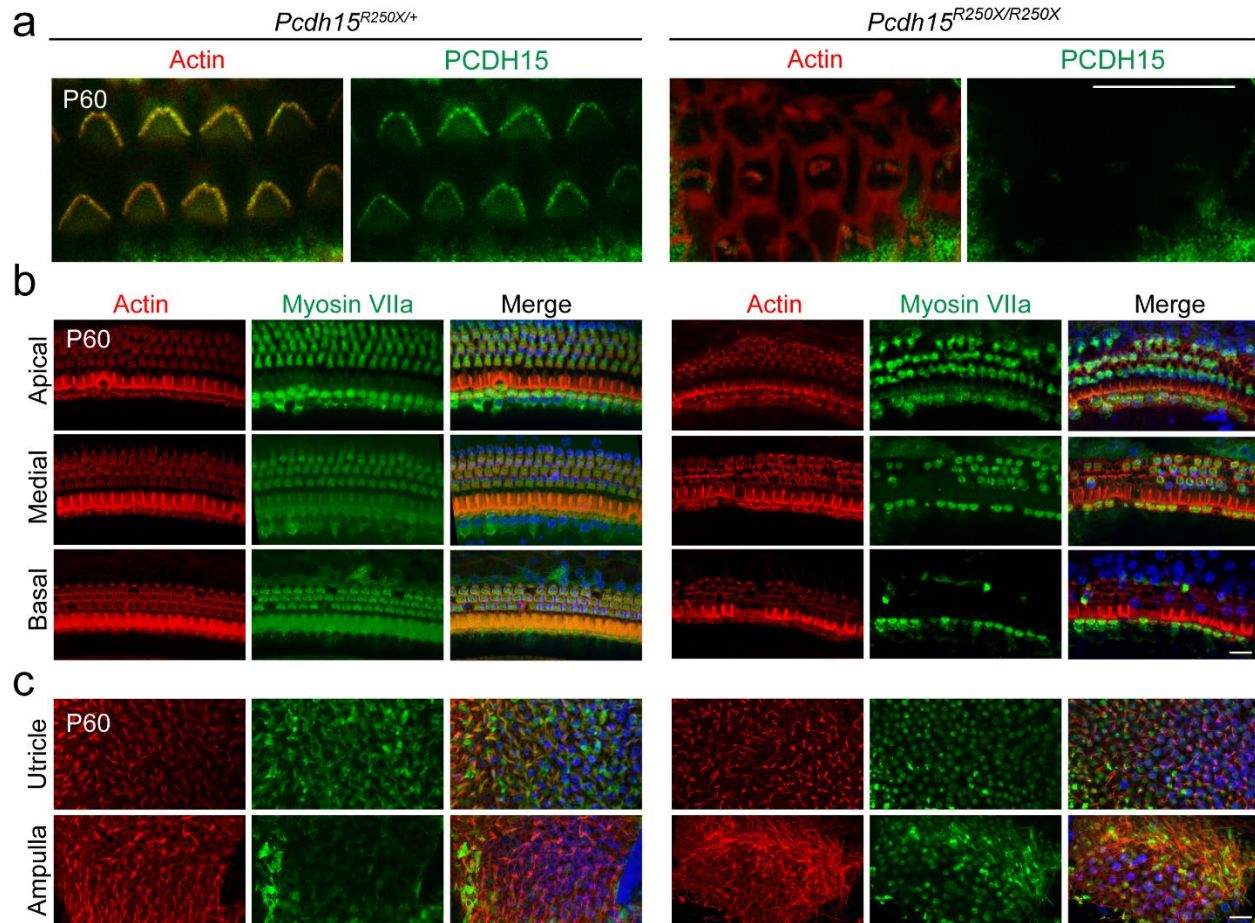 a
Pcdh15R250X/+
Pcdh15R250X/R250X
Actin
PCDH15
Actin
PCDH15
P60
b
Actin
Myosin VIIa
Merge
Actin
Myosin VIIa
Merge
P60
Apical
Medial
Basal
c
P60
Utricle
Ampulla